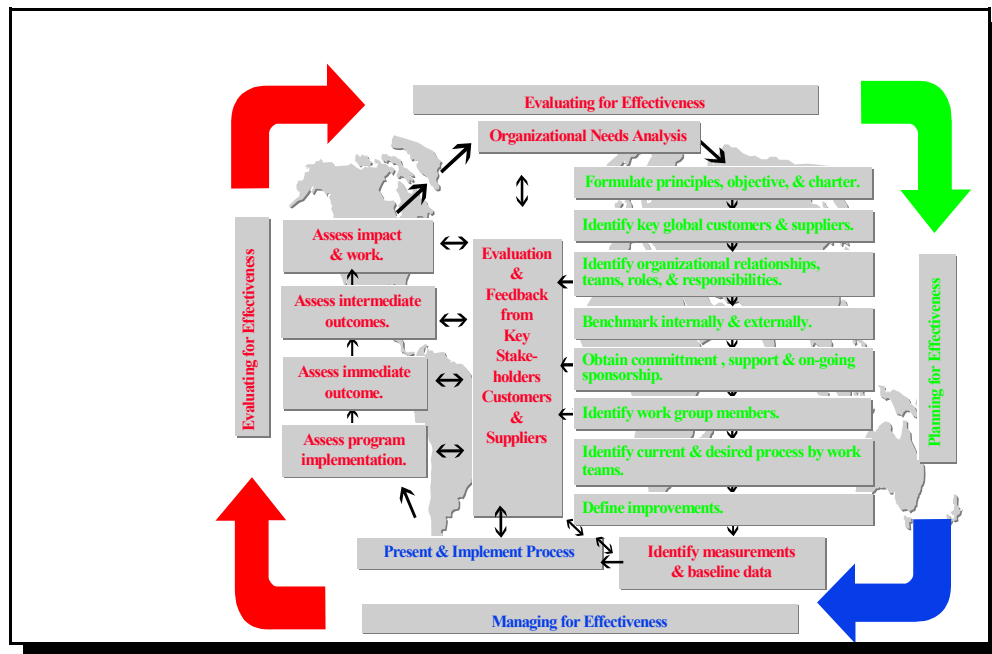 Evaluating for Effectiveness
Organizational Needs Analysis
Formulate principles, objective, & charter.
Identify key global customers & suppliers.
Identify organizational relationships,
teams, roles, & responsibilities.
Benchmark internally & externally.
Obtain committment , support & on-going
sponsorship.
Identify work group members.
Identify current & desired process by work
teams.
Define improvements.
Identify measurements
& baseline data
Planning for Effectiveness
Evaluation
&
Feedback
from
Key
Stake-
holders
Customers
&
Suppliers
Assess impact
& work.
Assess intermediate
outcomes.
Assess immediate
outcome.
Assess program
implementation.
Evaluating for Effectiveness
Present & Implement Process
Managing for Effectiveness